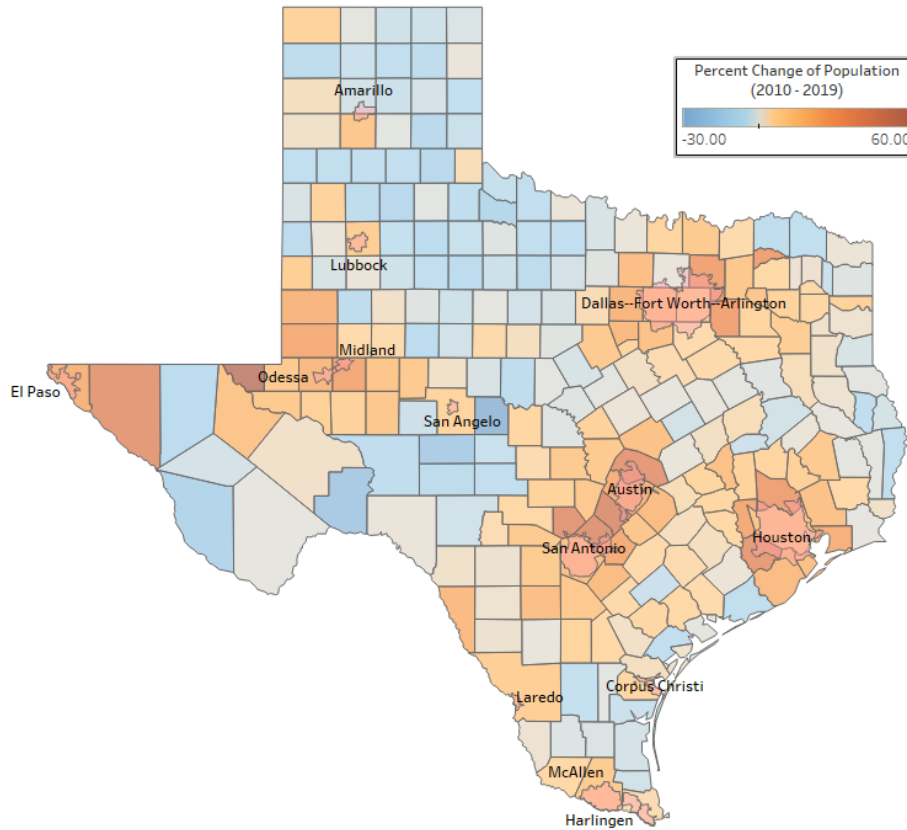 Percent Change of Population
(2010 - 2019)
-30.00 60.00
Amarillo
Lubbock
Dallas--Fort Worth--Arlington
Midland
Odessa
El Paso
San Angelo
Austin
Houston
San Antonio
Corpus Christi
Laredo
McAllen
Harlingen